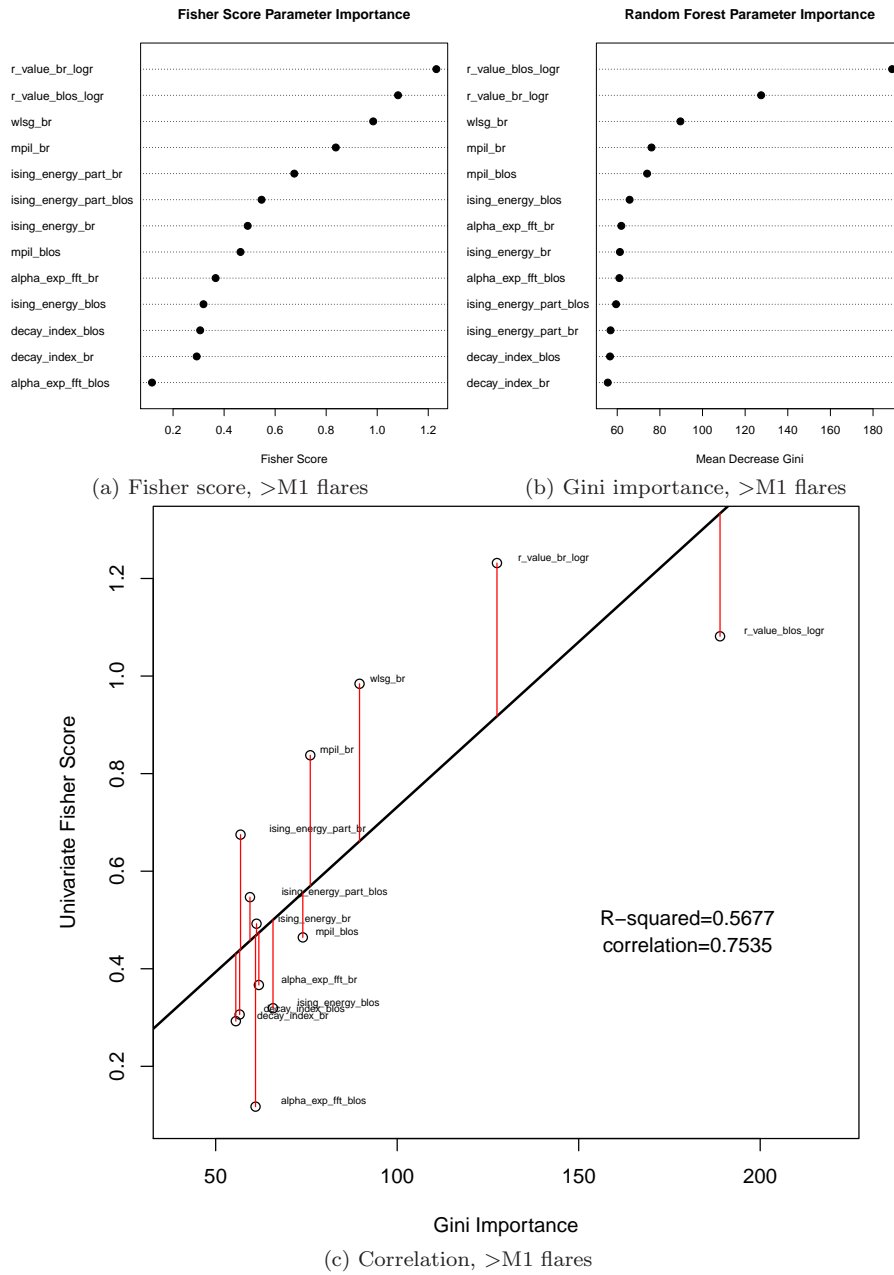 Fisher Score Parameter Importance
r_value_br_logr
r_value_blos_logr
wlsg_br
mpil_br
ising_energy_part_br
ising_energy_part_blos
ising_energy_br
mpil_blos
alpha_exp_fft_br
ising_energy_blos
decay_index_blos
decay_index_br
alpha_exp_fft_blos
0.2 0.4 0.6 0.8 1.0 1.2
Fisher Score
(a) Fisher score, >M1 flares
Random Forest Parameter Importance
r_value_blos_logr
r_value_br_logr
wlsg_br
mpil_br
mpil_blos
ising_energy_blos
alpha_exp_fft_br
ising_energy_br
alpha_exp_fft_blos
ising_energy_part_blos
ising_energy_part_br
decay_index_blos
decay_index_br
60 80 100 120 140 160 180
Mean Decrease Gini
(b) Gini importance, >M1 flares
Univariate Fisher Score
1.2
1.0
0.8
0.6
0.4
0.2
r_value_br_logr
r_value_blos_logr
wlsg_br
mpil_br
ising_energy_part_br
ising_energy_part_blos
ising_energy_br
mpil_blos
R−squared=0.5677
correlation=0.7535
alpha_exp_fft_br
ising_energy_blos
decay_index_blos
decay_index_br
alpha_exp_fft_blos
50 100 150 200
Gini Importance
(c) Correlation, >M1 flares